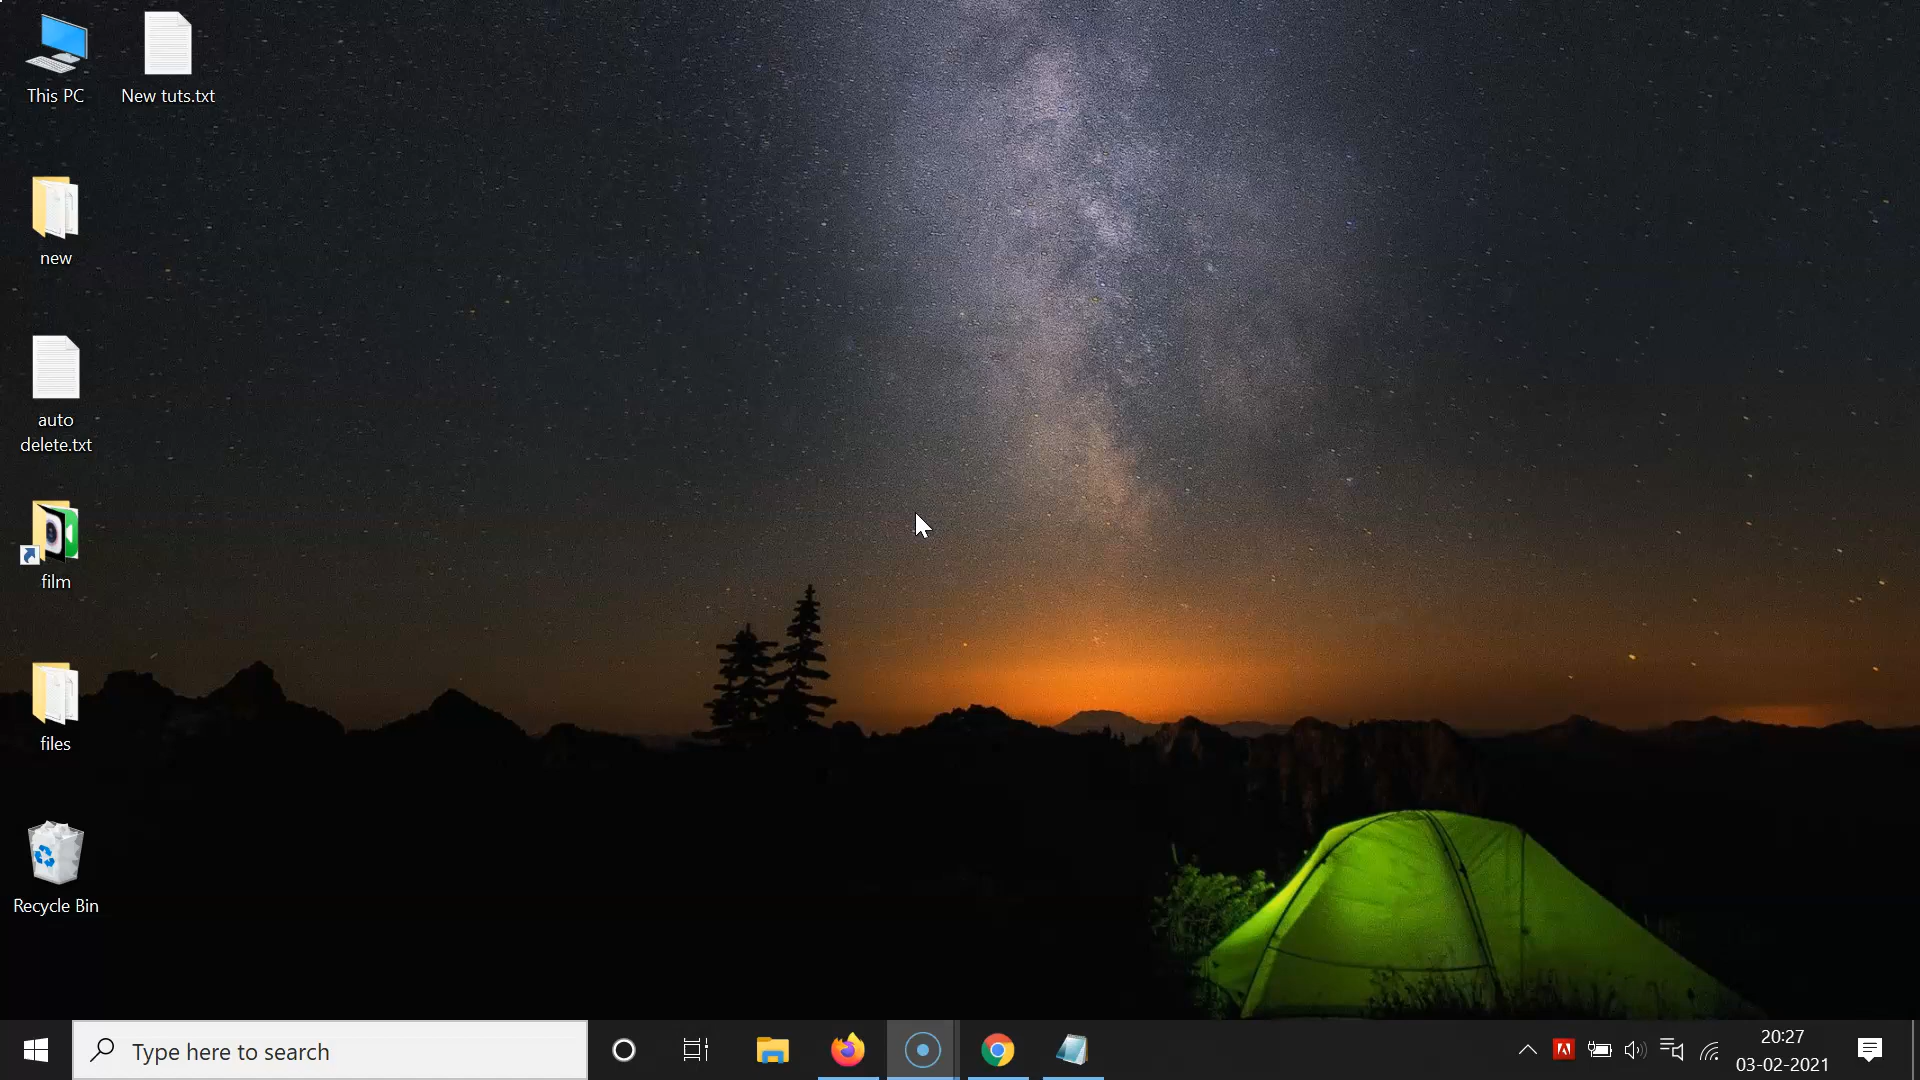 This PC
New tuts.txt
new
auto
delete.txt
film
files
Recycle Bin
Type here to search
20:27
03-02-2021